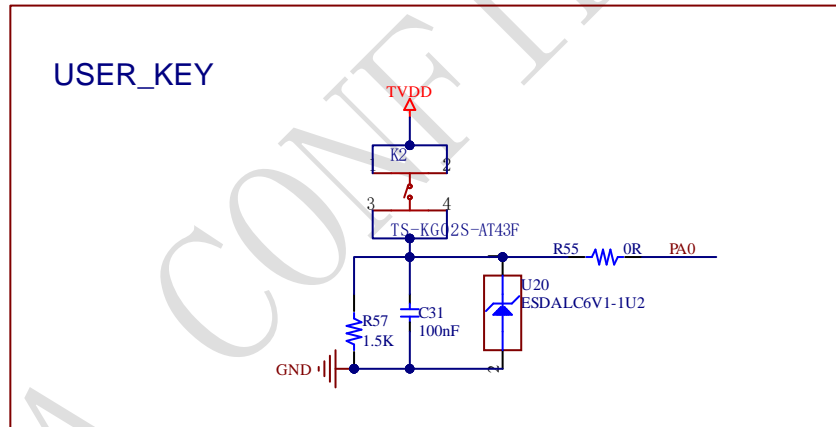 USER_KEY
TVDD
K2
1 2
3 4
TS-KG02S-AT43F
R55 0R PA0
U20
ESDALC6V1-1U2
R57
1.5K
C31
100nF
GND
2